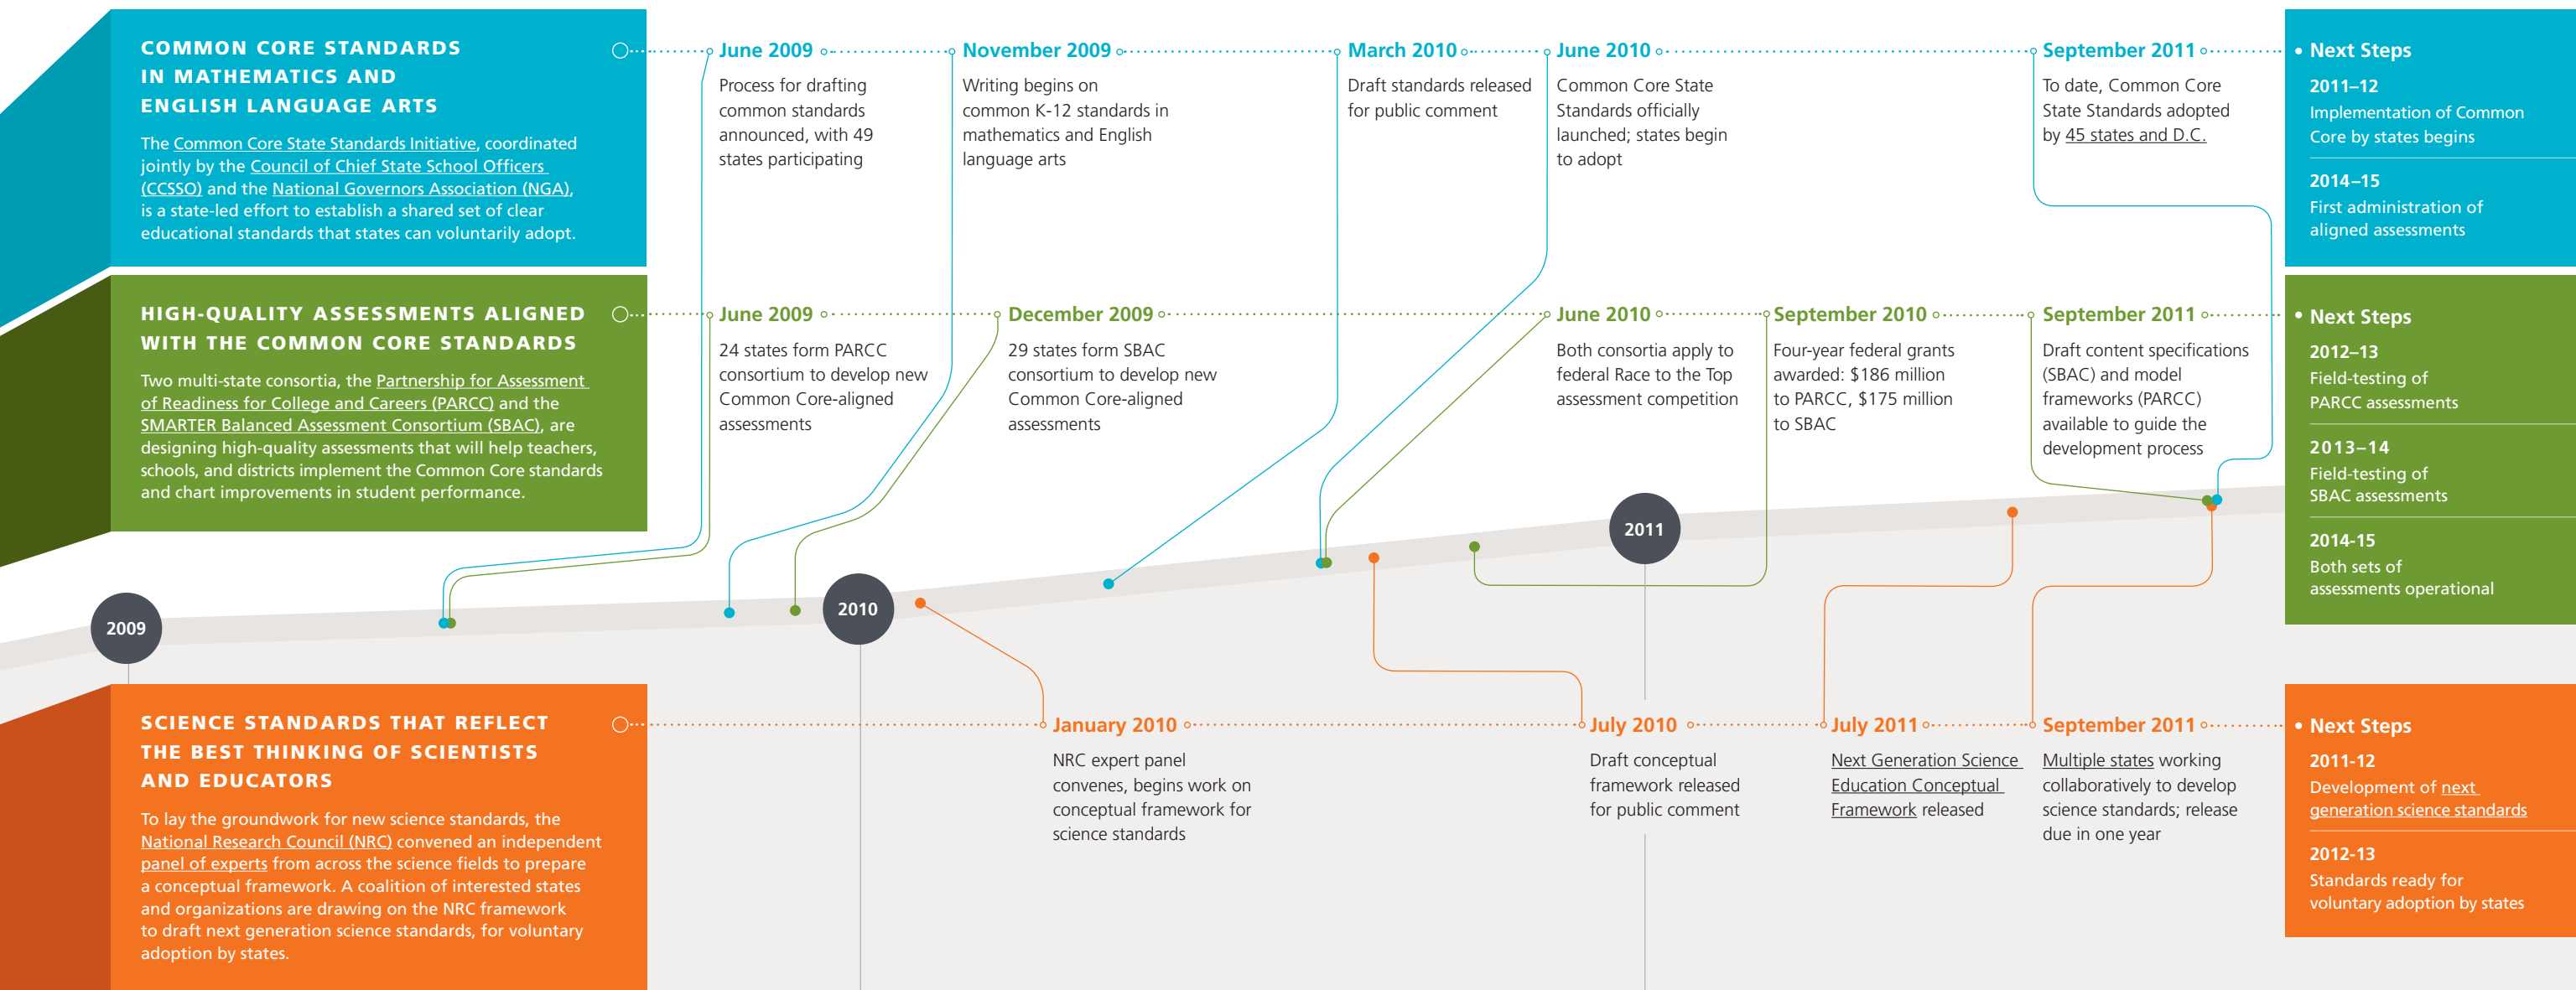 COMMON CORE STANDARDS
IN MATHEMATICS AND
ENGLISH LANGUAGE ARTS
The Common Core State Standards Initiative, coordinated
jointly by the Council of Chief State School Officers
(CCSSO) and the National Governors Association (NGA),
is a state-led effort to establish a shared set of clear
educational standards that states can voluntarily adopt.
June 2009
Process for drafting
common standards
announced, with 49
states participating
November 2009
Writing begins on
common K-12 standards in
mathematics and English
language arts
March 2010
Draft standards released
for public comment
June 2010
Common Core State
Standards officially
launched; states begin
to adopt
September 2011
To date, Common Core
State Standards adopted
by 45 states and D.C.
Next Steps
2011–12
Implementation of Common
Core by states begins
2014–15
First administration of
aligned assessments
HIGH-QUALITY ASSESSMENTS ALIGNED
WITH THE COMMON CORE STANDARDS
Two multi-state consortia, the Partnership for Assessment
of Readiness for College and Careers (PARCC) and the
SMARTER Balanced Assessment Consortium (SBAC), are
designing high-quality assessments that will help teachers,
schools, and districts implement the Common Core standards
and chart improvements in student performance.
June 2009
24 states form PARCC
consortium to develop new
Common Core-aligned
assessments
December 2009
29 states form SBAC
consortium to develop new
Common Core-aligned
assessments
June 2010
Both consortia apply to
federal Race to the Top
assessment competition
September 2010
Four-year federal grants
awarded: $186 million
to PARCC, $175 million
to SBAC
September 2011
Draft content specifications
(SBAC) and model
frameworks (PARCC)
available to guide the
development process
Next Steps
2012–13
Field-testing of
PARCC assessments
2013–14
Field-testing of
SBAC assessments
2014-15
Both sets of
assessments operational
2009
2010
2011
SCIENCE STANDARDS THAT REFLECT
THE BEST THINKING OF SCIENTISTS
AND EDUCATORS
To lay the groundwork for new science standards, the
National Research Council (NRC) convened an independent
panel of experts from across the science fields to prepare
a conceptual framework. A coalition of interested states
and organizations are drawing on the NRC framework
to draft next generation science standards, for voluntary
adoption by states.
January 2010
NRC expert panel
convenes, begins work on
conceptual framework for
science standards
July 2010
Draft conceptual
framework released
for public comment
July 2011
Next Generation Science
Education Conceptual
Framework released
September 2011
Multiple states working
collaboratively to develop
science standards; release
due in one year
Next Steps
2011-12
Development of next
generation science standards
2012-13
Standards ready for
voluntary adoption by states